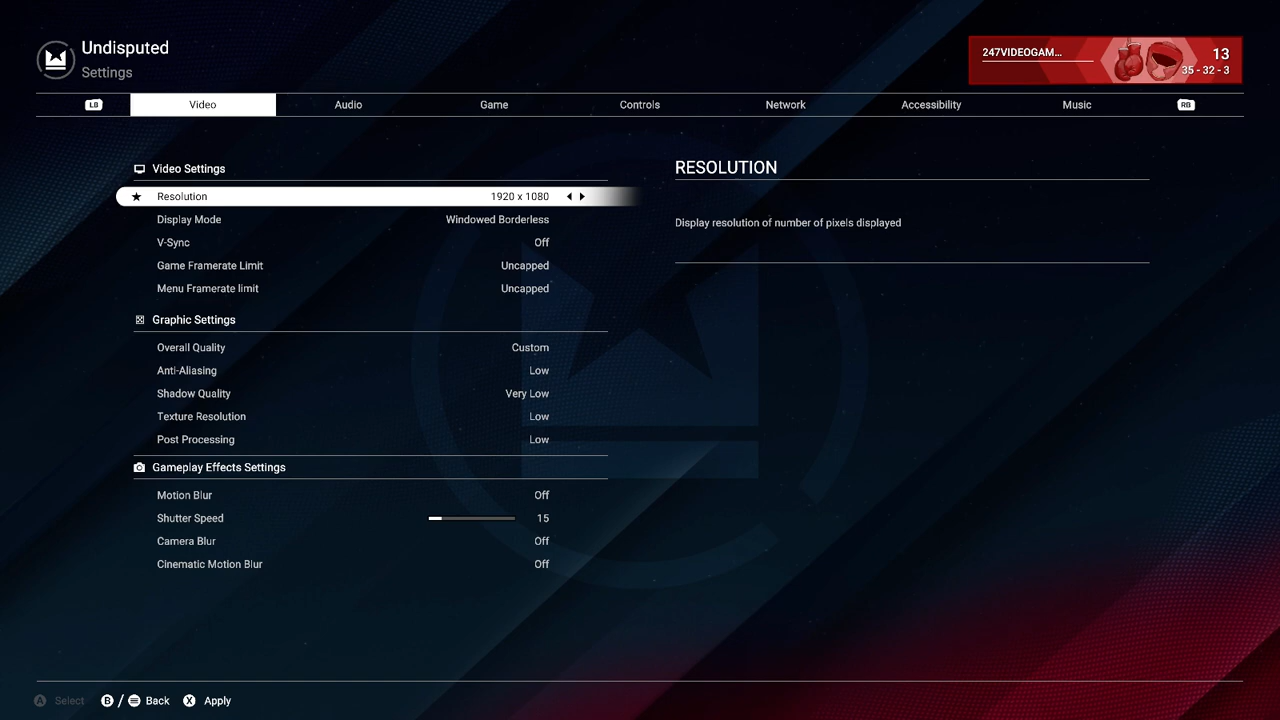 Undisputed
Settings
247VIDEOGAM...
13
35 - 32 - 3
LB Video Audio Game Controls Network Accessibility Music RB
Video Settings
Resolution 1920 x 1080
Display Mode Windowed Borderless
V-Sync Off
Game Framerate Limit Uncapped
Menu Framerate limit Uncapped
Graphic Settings
Overall Quality Custom
Anti-Aliasing Low
Shadow Quality Very Low
Texture Resolution Low
Post Processing Low
Gameplay Effects Settings
Motion Blur Off
Shutter Speed 15
Camera Blur Off
Cinematic Motion Blur Off
RESOLUTION
Display resolution of number of pixels displayed
A Select B / Back X Apply